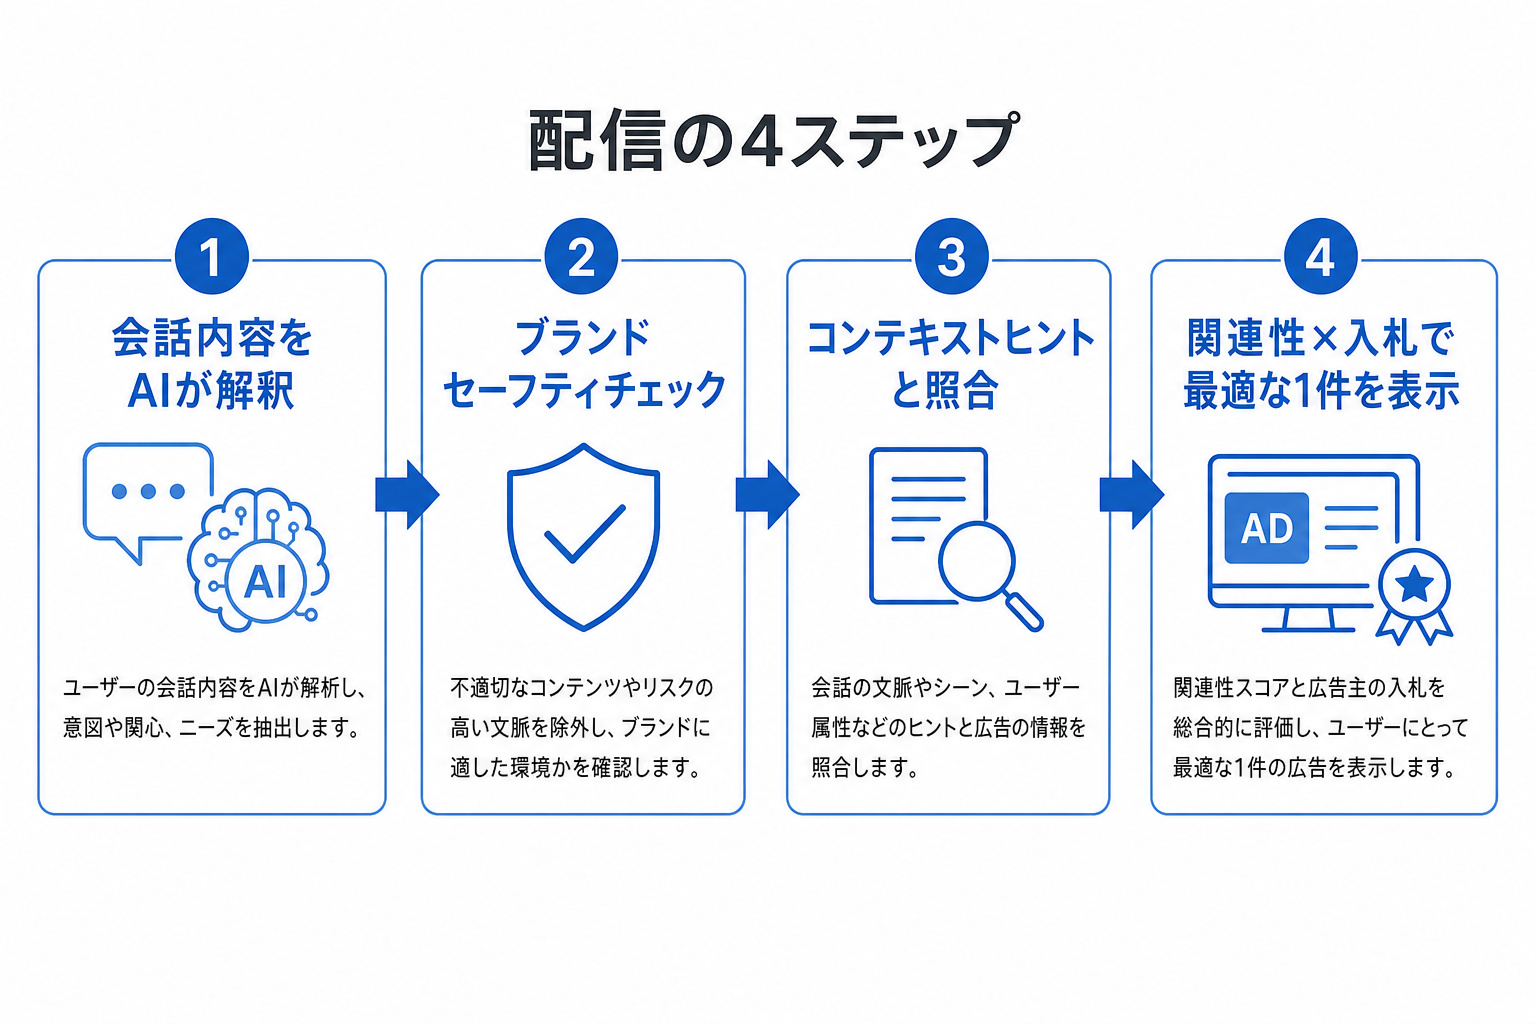 配信の4ステップ
1
会話内容を
AIが解釈
AI
ユーザーの会話内容をAIが解析し、
意図や関心、ニーズを抽出します。
2
ブランド
セーフティチェック
不適切なコンテンツやリスクの
高い文脈を除外し、ブランドに
適した環境かを確認します。
3
コンテキストヒント
と照合
会話の文脈やシーン、ユーザー
属性などのヒントと広告の情報を
照合します。
4
関連性×入札で
最適な1件を表示
AD
関連性スコアと広告主の入札を
総合的に評価し、ユーザーにとって
最適な1件の広告を表示します。